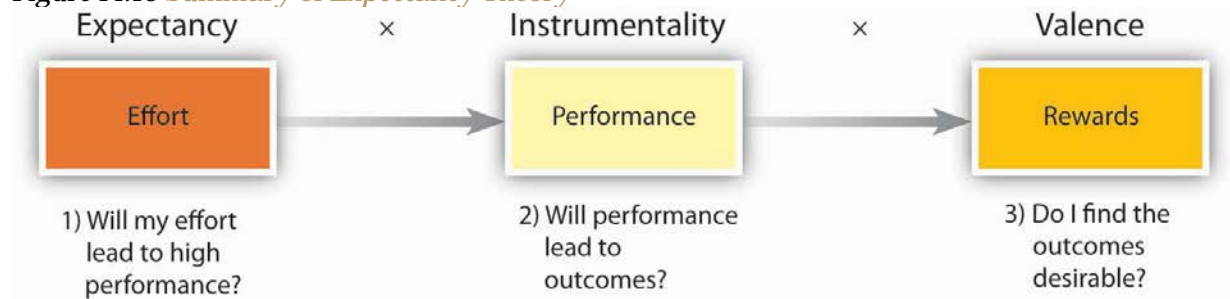 Expectancy × Instrumentality × Valence
Effort
Performance
Rewards
1) Will my effort
lead to high
performance?
2) Will performance
lead to
outcomes?
3) Do I find the
outcomes
desirable?